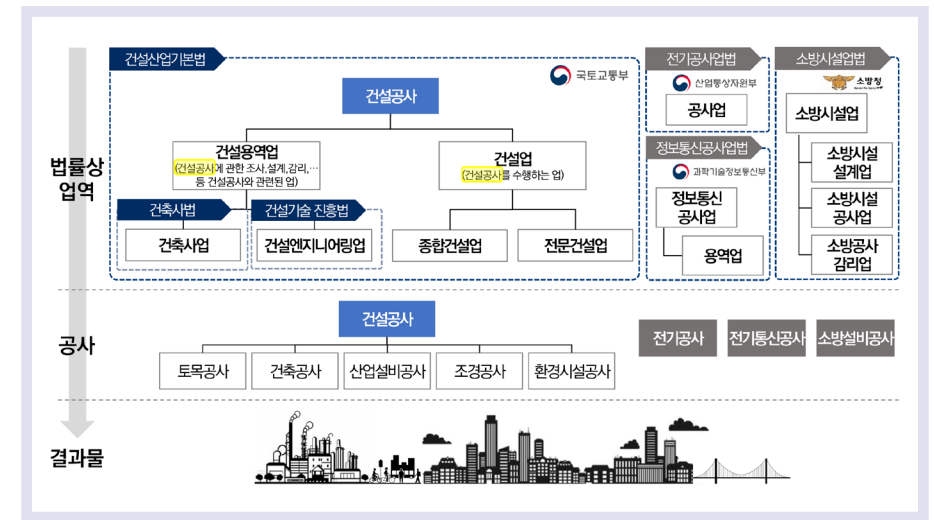 법률상
업역
건설산업기본법
국토교통부
건설공사
건설용역업
(건설공사에 관한 조사,설계,감리,…
등 건설공사와 관련된 업)
건설업
(건설공사를 수행하는 업)
건축사법
건축사업
건설기술 진흥법
건설엔지니어링업
종합건설업
전문건설업
전기공사업법
산업통상자원부
공사업
정보통신공사업법
과학기술정보통신부
정보통신
공사업
용역업
소방시설업법
소방청
소방시설업
소방시설
설계업
소방시설
공사업
소방공사
감리업
공사
건설공사
토목공사
건축공사
산업설비공사
조경공사
환경시설공사
전기공사
전기통신공사
소방설비공사
결과물